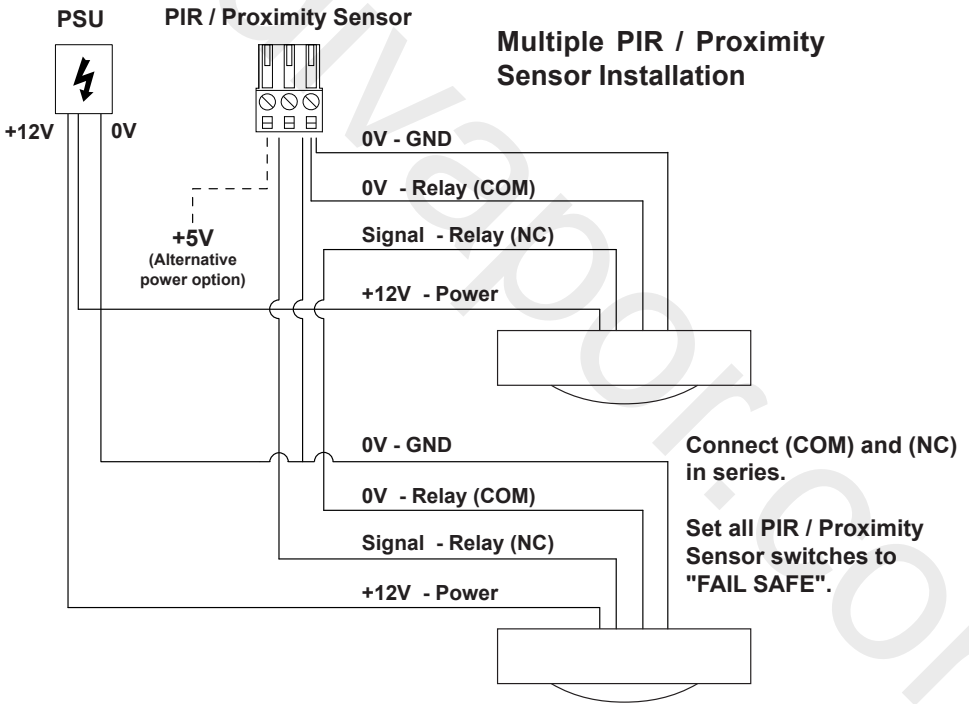 PSU
PIR / Proximity Sensor
Multiple PIR / Proximity
Sensor Installation
+12V
0V
0V - GND
0V - Relay (COM)
Signal - Relay (NC)
+5V
(Alternative
power option)
+12V - Power
0V - GND
0V - Relay (COM)
Signal - Relay (NC)
+12V - Power
Connect (COM) and (NC)
in series.
Set all PIR / Proximity
Sensor switches to
"FAIL SAFE".